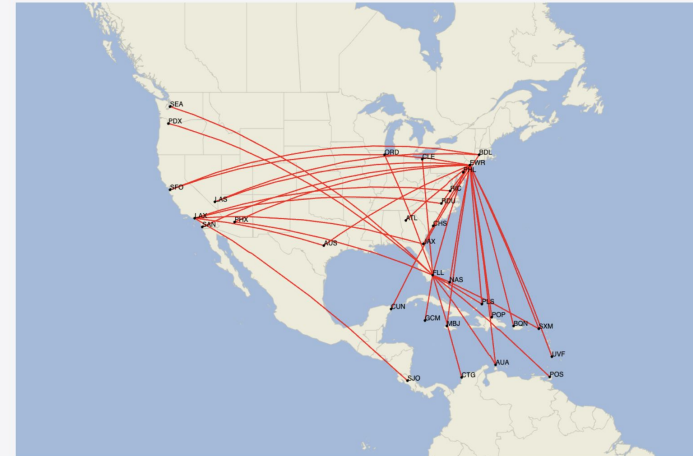 SEA
PDX
ORD
CLE
BDL
EWR
PHL
SFO
LAS
RIC
LAX
RDU
SAN
PHX
ATL
CHS
AUS
JAX
FLL
NAS
CUN
PLS
GCM
MBJ
POP
BQN
SXM
UVF
AUA
SJO
CTG
POS